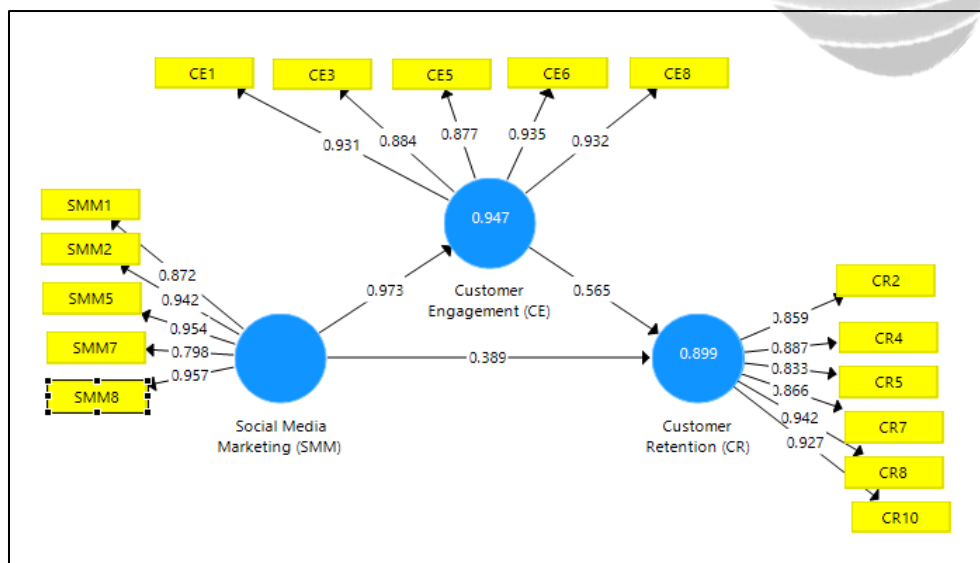 CE1
CE3
CE5
CE6
CE8
0.931
0.884
0.877
0.935
0.932
0.947
Customer
Engagement (CE)
SMM1
SMM2
SMM5
SMM7
SMM8
0.872
0.942
0.954
0.798
0.957
Social Media
Marketing (SMM)
0.973
0.565
0.389
0.899
Customer
Retention (CR)
0.859
0.887
0.833
0.866
0.942
0.927
CR2
CR4
CR5
CR7
CR8
CR10